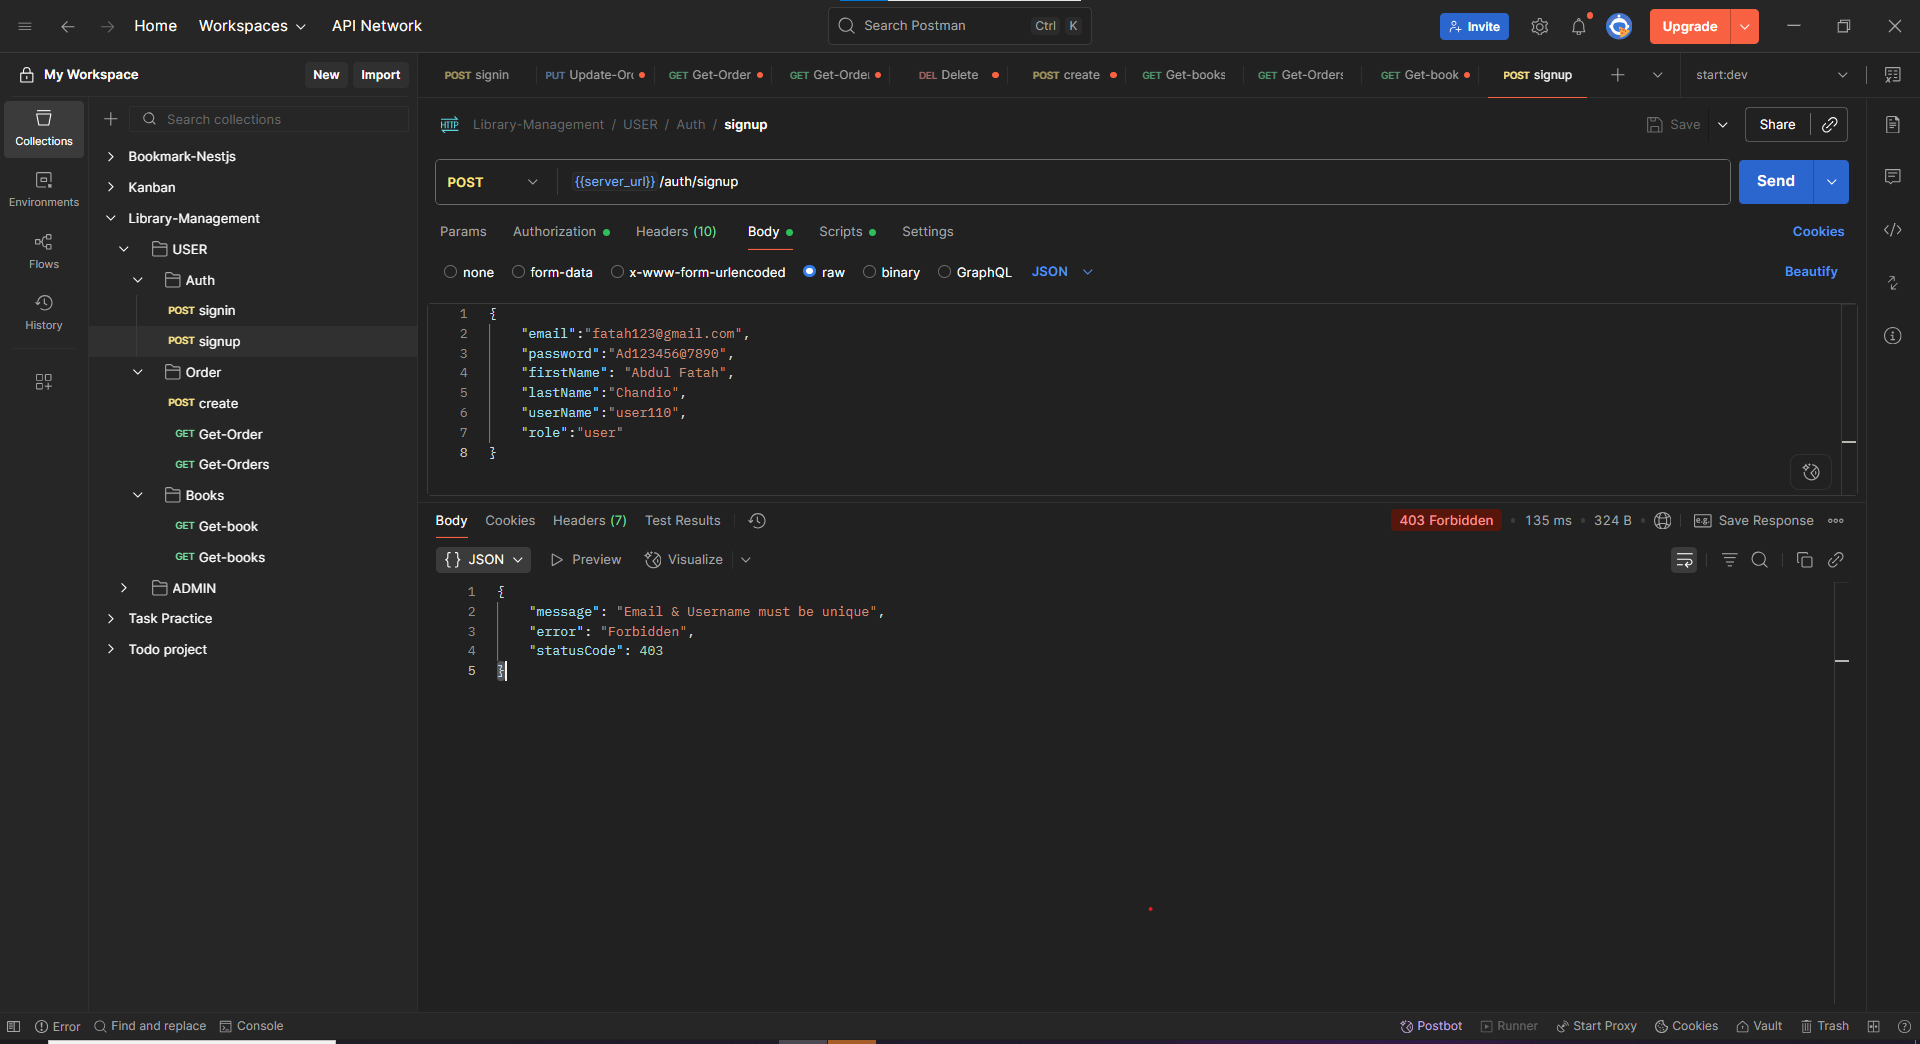 Home Workspaces API Network Search Postman Ctrl K Invite Upgrade
My Workspace New Import
POST signin PUT Update-Or GET Get-Order GET Get-Order DEL Delete POST create GET Get-books GET Get-Orders GET Get-book POST signup start:dev
Collections
Environments
Flows
History
Search collections
Bookmark-Nestjs
Kanban
Library-Management
USER
Auth
POST signin
POST signup
Order
POST create
GET Get-Order
GET Get-Orders
Books
GET Get-book
GET Get-books
ADMIN
Task Practice
Todo project
HTTP Library-Management / USER / Auth / signup Save Share
POST {{server_url}} /auth/signup Send
Params Authorization Headers (10) Body Scripts Settings Cookies
none form-data x-www-form-urlencoded raw binary GraphQL JSON Beautify
1 {
2 "email":"fatah123@gmail.com",
3 "password":"Ad123456@7890",
4 "firstName": "Abdul Fatah",
5 "lastName":"Chandio",
6 "userName":"user110",
7 "role":"user"
8 }
Body Cookies Headers (7) Test Results 403 Forbidden 135 ms 324 B e.g. Save Response
{} JSON Preview Visualize
1 {
2 "message": "Email & Username must be unique",
3 "error": "Forbidden",
4 "statusCode": 403
5 }
Error Find and replace Console Postbot Runner Start Proxy Cookies Vault Trash